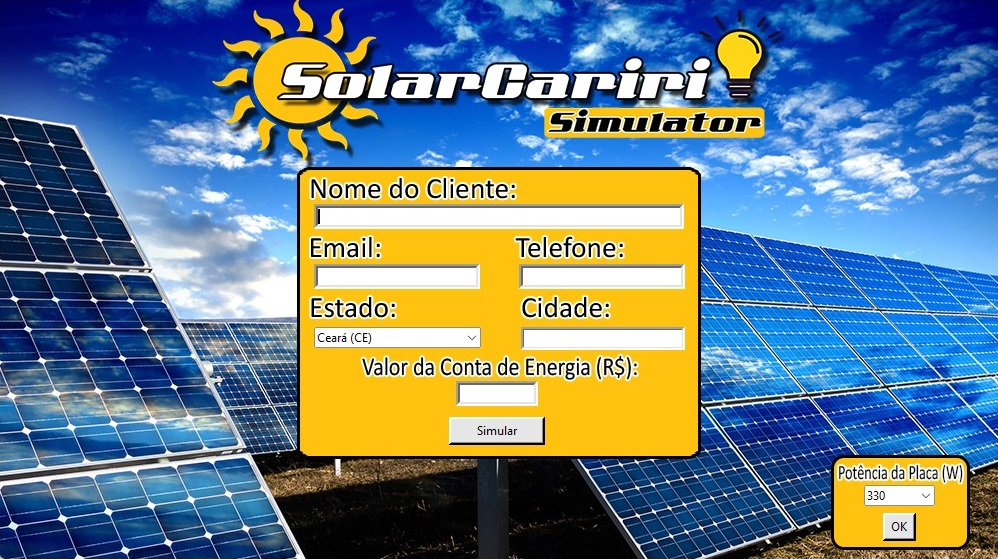 SolarCariri
Simulator
Nome do Cliente:
Email: Telefone:
Estado: Cidade:
Ceará (CE)
Valor da Conta de Energia (R$):
Simular
Potência da Placa (W)
330
OK